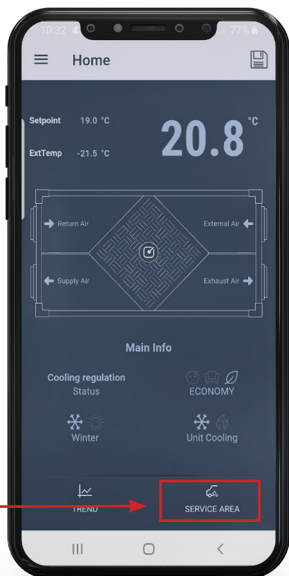 10:32 77%
Home
Setpoint 19.0 °C
20.8 °C
ExtTemp -21.5 °C
Return Air External Air
Supply Air Exhaust Air
Main Info
Cooling regulation
Status ECONOMY
Winter Unit Cooling
TREND SERVICE AREA